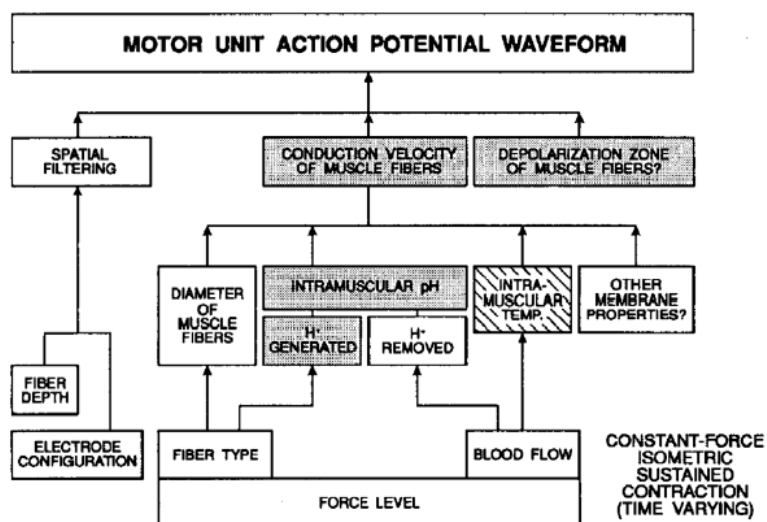 MOTOR UNIT ACTION POTENTIAL WAVEFORM
SPATIAL
FILTERING
CONDUCTION VELOCITY
OF MUSCLE FIBERS
DEPOLARIZATION ZONE
OF MUSCLE FIBERS?
DIAMETER
OF
MUSCLE
FIBERS
INTRAMUSCULAR pH
H⁺
GENERATED
H⁺
REMOVED
INTRA-
MUSCULAR
TEMP.
OTHER
MEMBRANE
PROPERTIES?
FIBER
DEPTH
ELECTRODE
CONFIGURATION
FIBER TYPE
BLOOD FLOW
FORCE LEVEL
CONSTANT-FORCE
ISOMETRIC
SUSTAINED
CONTRACTION
(TIME VARYING)